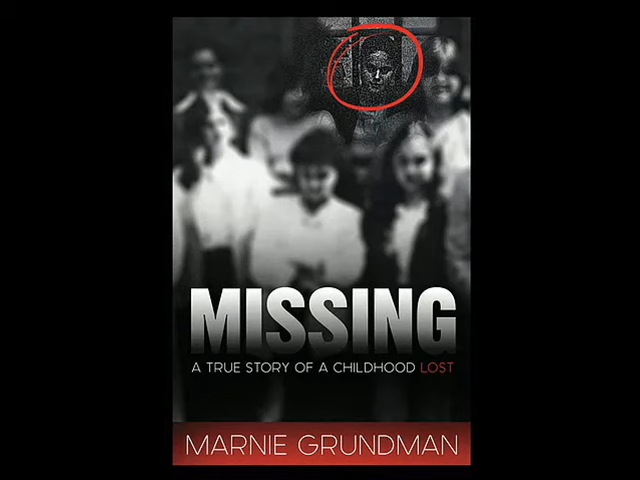 MISSING
A TRUE STORY OF A CHILDHOOD LOST
MARNIE GRUNDMAN